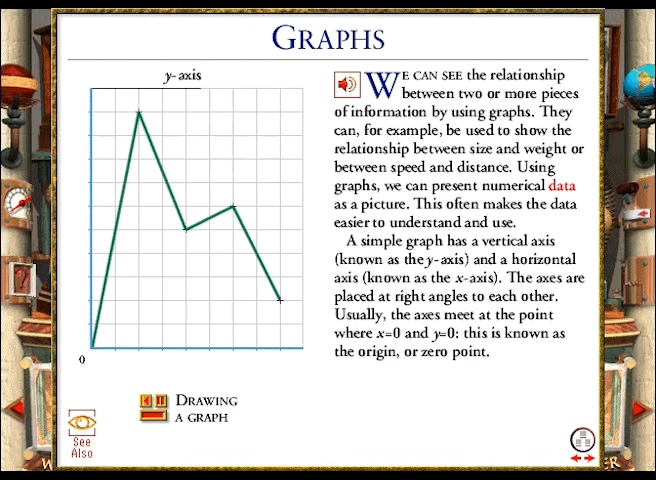 GRAPHS
y-axis
0
DRAWING
A GRAPH
See
Also
WE CAN SEE the relationship
between two or more pieces
of information by using graphs. They
can, for example, be used to show the
relationship between size and weight or
between speed and distance. Using
graphs, we can present numerical data
as a picture. This often makes the data
easier to understand and use.
A simple graph has a vertical axis
(known as the y-axis) and a horizontal
axis (known as the x-axis). The axes are
placed at right angles to each other.
Usually, the axes meet at the point
where x=0 and y=0: this is known as
the origin, or zero point.